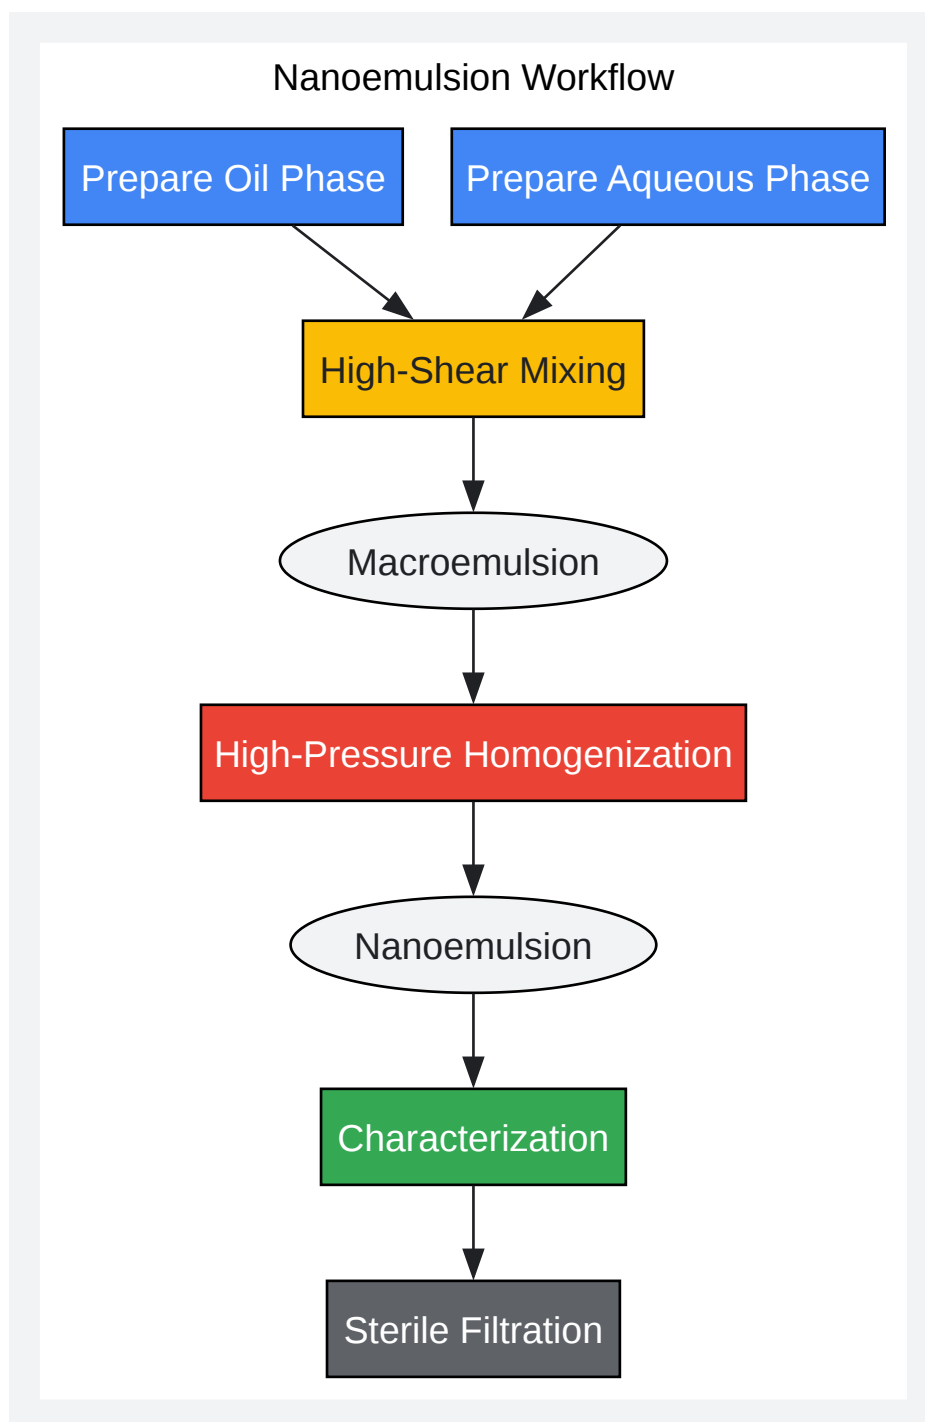 Nanoemulsion Workflow
Prepare Oil Phase
Prepare Aqueous Phase
High-Shear Mixing
Macroemulsion
High-Pressure Homogenization
Nanoemulsion
Characterization
Sterile Filtration